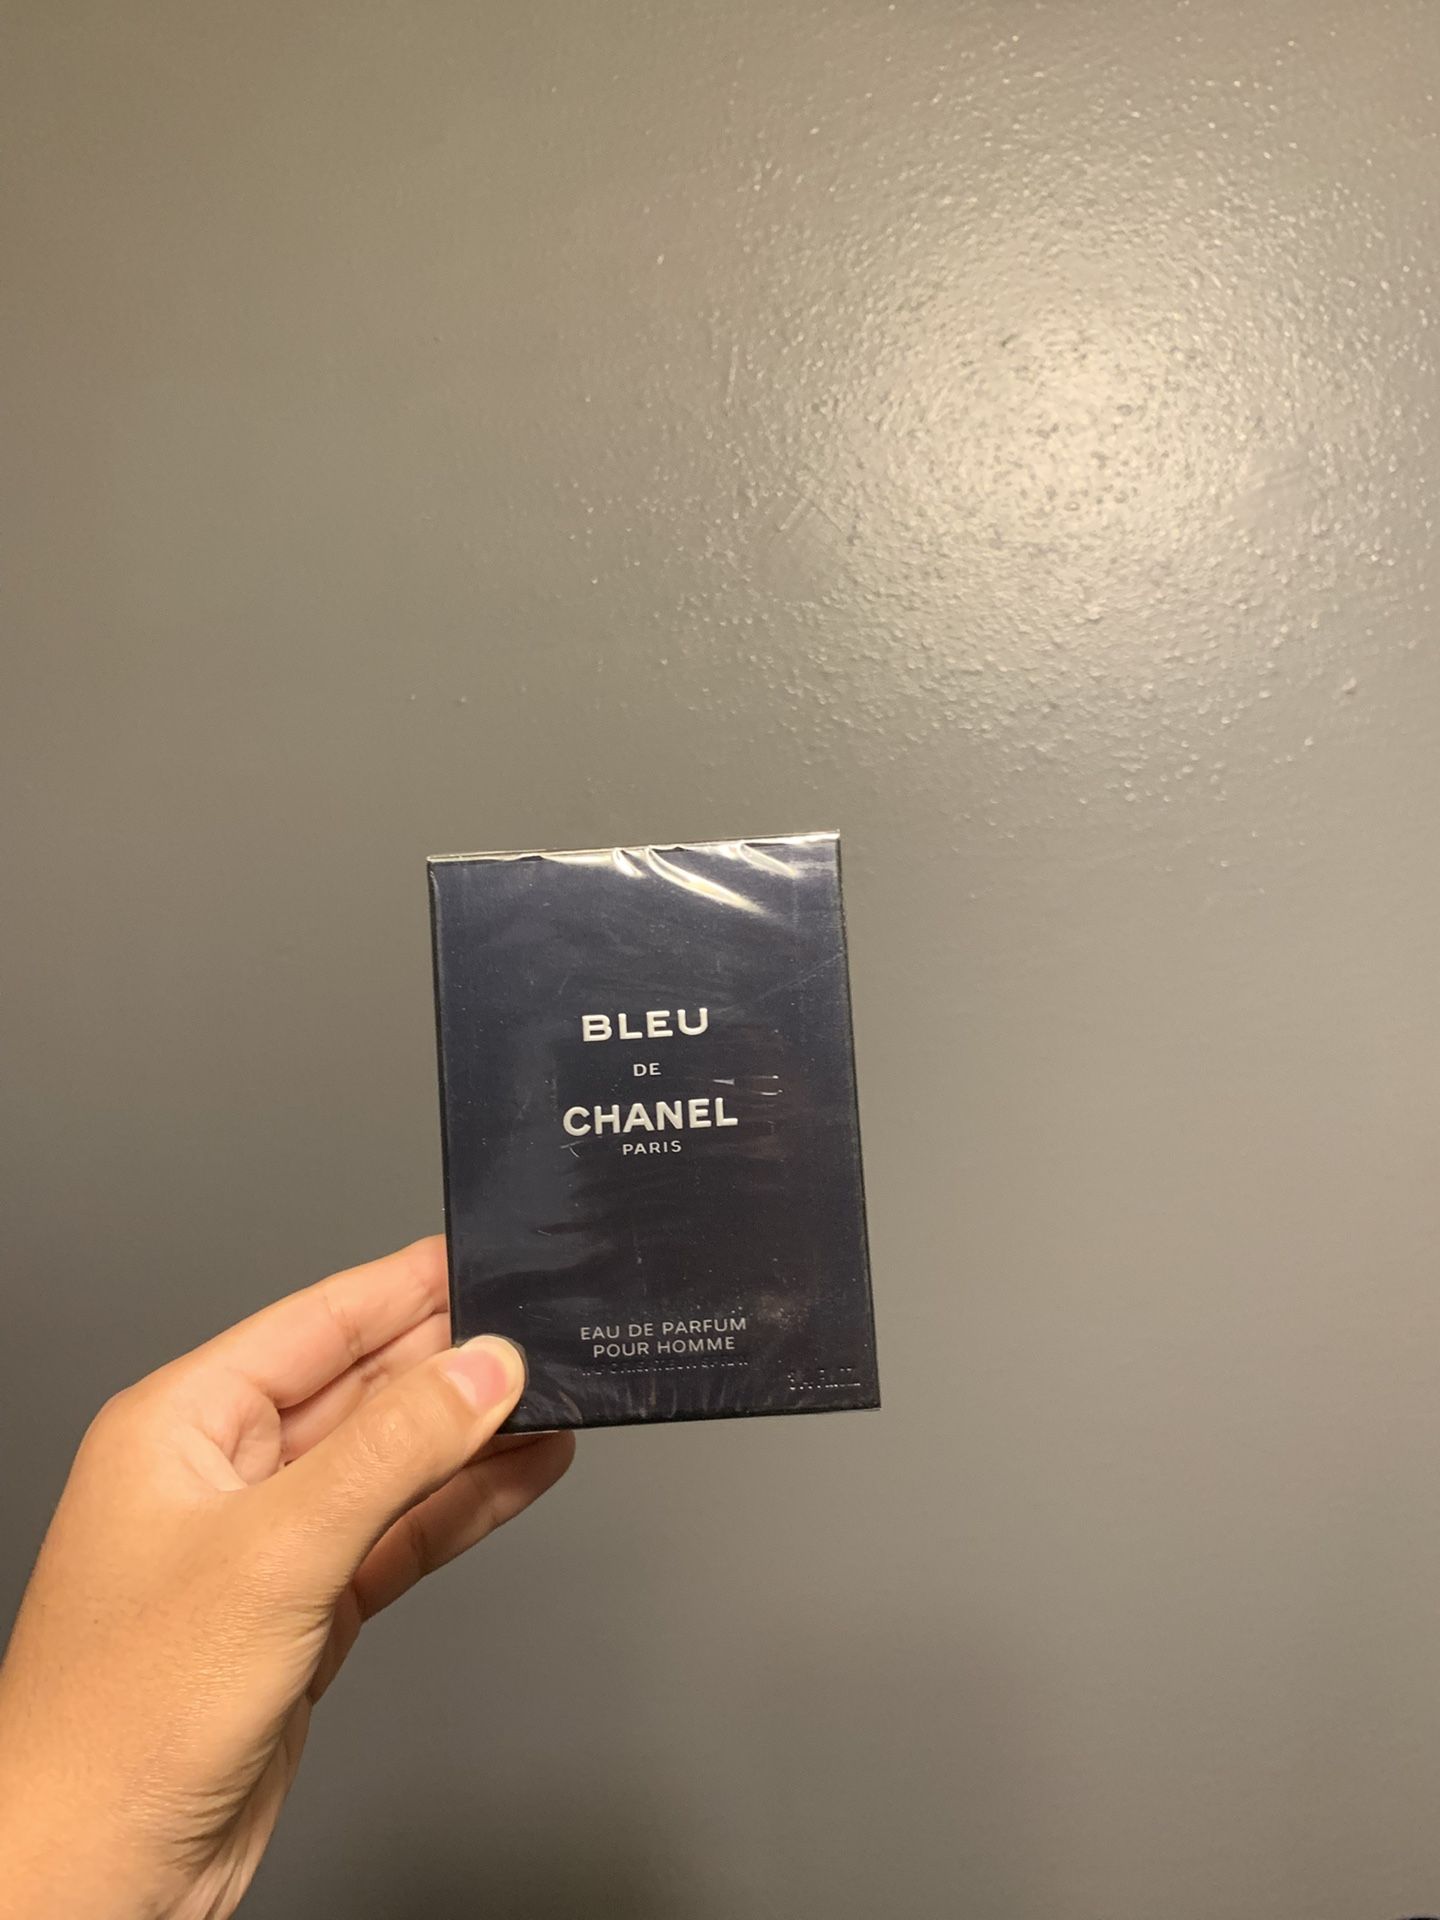 BLEU
DE
CHANEL
PARIS
EAU DE PARFUM
POUR HOMME